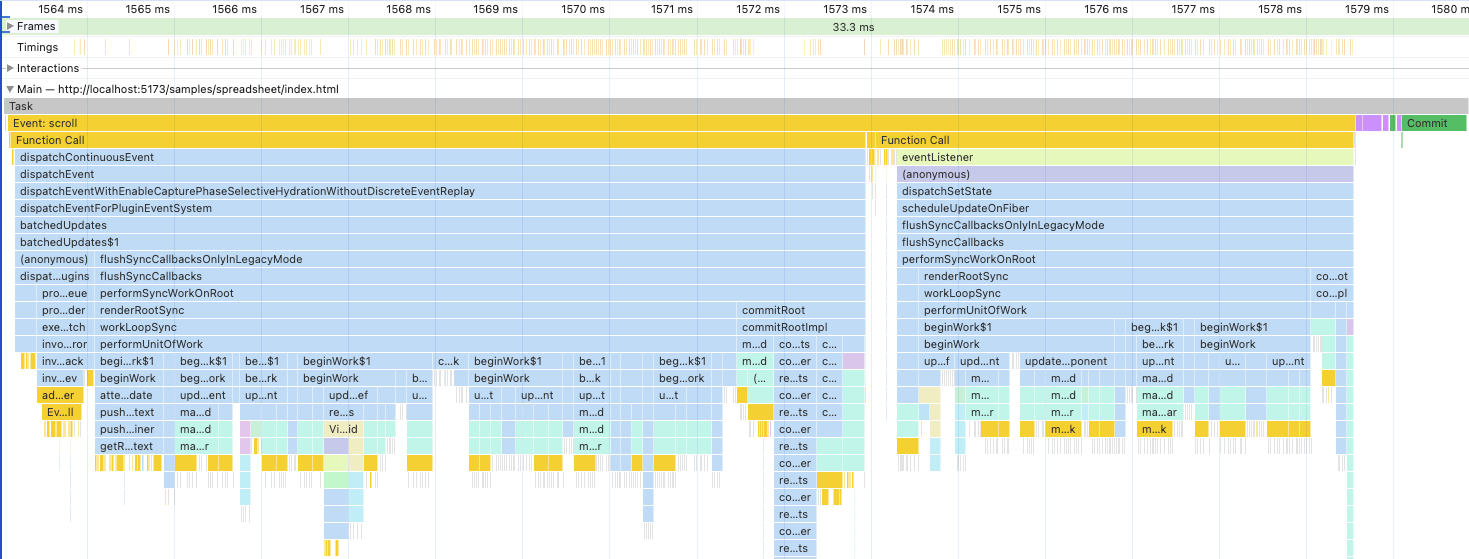 1564 ms 1565 ms 1566 ms 1567 ms 1568 ms 1569 ms 1570 ms 1571 ms 1572 ms 1573 ms 1574 ms 1575 ms 1576 ms 1577 ms 1578 ms 1579 ms 1580 m
Frames 33.3 ms
Timings
Interactions
Main — http://localhost:5173/samples/spreadsheet/index.html
Task
Event: scroll Commit
Function Call Function Call
dispatchContinuousEvent eventListener
dispatchEvent (anonymous)
dispatchEventWithEnableCapturePhaseSelectiveHydrationWithoutDiscreteEventReplay dispatchSetState
dispatchEventForPluginEventSystem scheduleUpdateOnFiber
batchedUpdates flushSyncCallbacksOnlyInLegacyMode
batchedUpdates$1 flushSyncCallbacks
(anonymous) flushSyncCallbacksOnlyInLegacyMode performSyncWorkOnRoot
dispat...ugins flushSyncCallbacks renderRootSync co...ot
pro...eue performSyncWorkOnRoot workLoopSync co...pl
pro...der renderRootSync commitRoot performUnitOfWork
exe...tch workLoopSync commitRootImpl beginWork$1 beg...k$1 beginWork$1
invo...ror performUnitOfWork m...d co...ts c... beginWork be...rk beginWork
inv...ack begi...rk$1 beg...k$1 be...$1 beginWork$1 c...k beginWork$1 be...1 beg...k$1 m...d co...er c... up...f upd...nt update...ponent up...nt u... up...nt
inv...ev beginWork beg...ork be...rk beginWork b... beginWork b...k beg...ork (... re...ts c... m... m...d ma...d
ad...er atte...date upd...ent up...nt upd...ef u... u...t up...nt up...t u...t co...er c... m... m...d ma...d
Ev...ll push...text ma...d re...s m...d re...ts c... m...r m...r ma...ar
push...iner ma...d Vi...id m...d co...er m...k m...k
getR...text ma...r m...r re...ts
co...er
re...ts
co...er
re...ts
co...er
re...ts